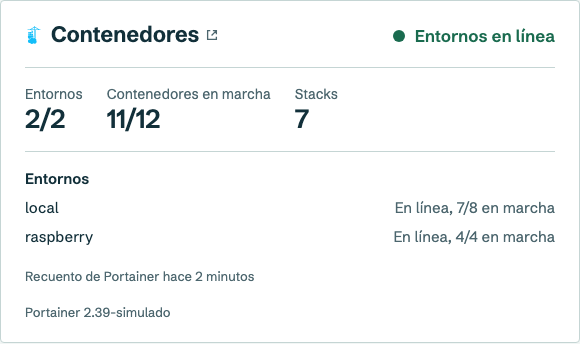 Contenedores
Entornos en línea
Entornos
Contenedores en marcha
Stacks
2/2
11/12
7
Entornos
local
En línea, 7/8 en marcha
raspberry
En línea, 4/4 en marcha
Recuento de Portainer hace 2 minutos
Portainer 2.39-simulado